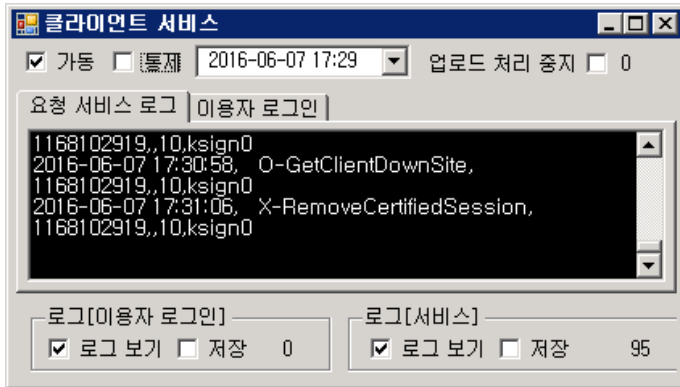 클라이언트 서비스
가동 통제 2016-06-07 17:29 업로드 처리 중지 0
요청 서비스 로그 이용자 로그인
1168102919,,10,ksign0
2016-06-07 17:30:58, O-GetClientDownSite,
1168102919,,10,ksign0
2016-06-07 17:31:06, X-RemoveCertifiedSession,
1168102919,,10,ksign0
로그[이용자 로그인] 로그[서비스]
로그 보기 저장 0 로그 보기 저장 95